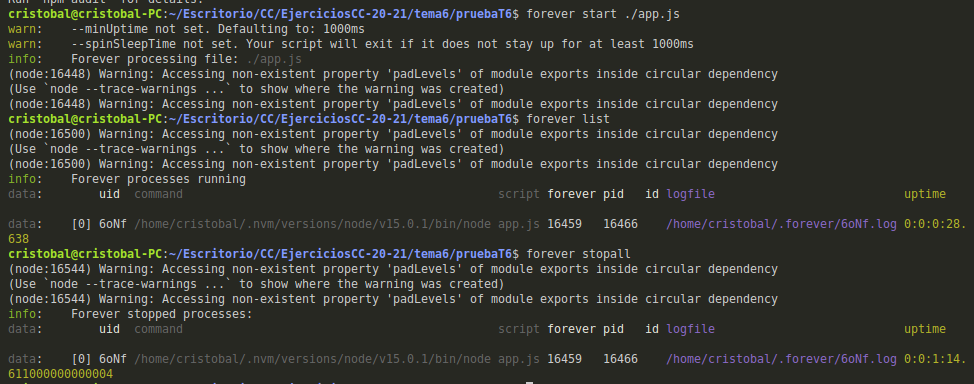 Run `npm audit` for details.
cristobal@cristobal-PC:~/Escritorio/CC/EjerciciosCC-20-21/tema6/pruebaT6$ forever start ./app.js
warn:    --minUptime not set. Defaulting to: 1000ms
warn:    --spinSleepTime not set. Your script will exit if it does not stay up for at least 1000ms
info:    Forever processing file: ./app.js
(node:16448) Warning: Accessing non-existent property 'padLevels' of module exports inside circular dependency
(Use `node --trace-warnings ...` to show where the warning was created)
(node:16448) Warning: Accessing non-existent property 'padLevels' of module exports inside circular dependency
cristobal@cristobal-PC:~/Escritorio/CC/EjerciciosCC-20-21/tema6/pruebaT6$ forever list
(node:16500) Warning: Accessing non-existent property 'padLevels' of module exports inside circular dependency
(Use `node --trace-warnings ...` to show where the warning was created)
(node:16500) Warning: Accessing non-existent property 'padLevels' of module exports inside circular dependency
info:    Forever processes running
data:        uid  command                                             script forever pid   id logfile                           uptime
data:    [0] 6oNf /home/cristobal/.nvm/versions/node/v15.0.1/bin/node app.js 16459   16466    /home/cristobal/.forever/6oNf.log 0:0:0:28.
638
cristobal@cristobal-PC:~/Escritorio/CC/EjerciciosCC-20-21/tema6/pruebaT6$ forever stopall
(node:16544) Warning: Accessing non-existent property 'padLevels' of module exports inside circular dependency
(Use `node --trace-warnings ...` to show where the warning was created)
(node:16544) Warning: Accessing non-existent property 'padLevels' of module exports inside circular dependency
info:    Forever stopped processes:
data:        uid  command                                             script forever pid   id logfile                           uptime
data:    [0] 6oNf /home/cristobal/.nvm/versions/node/v15.0.1/bin/node app.js 16459   16466    /home/cristobal/.forever/6oNf.log 0:0:1:14.
611000000000004